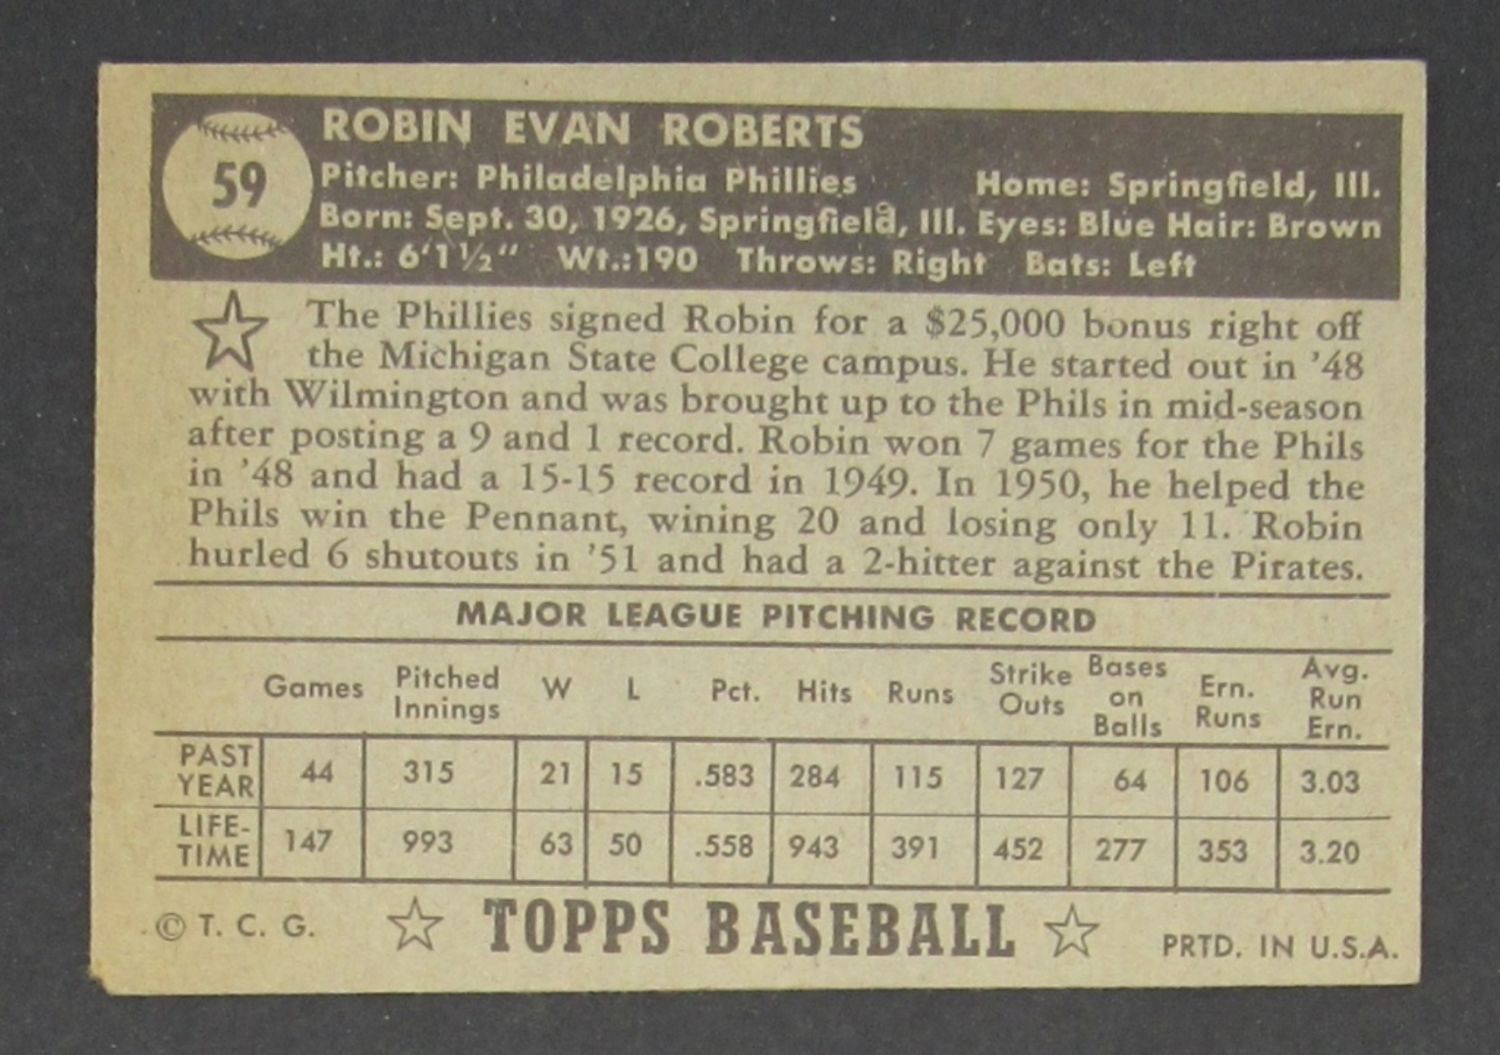 59
ROBIN EVAN ROBERTS
Pitcher: Philadelphia Phillies Home: Springfield, Ill.
Born: Sept. 30, 1926, Springfield, Ill. Eyes: Blue Hair: Brown
Ht.: 6'1½" Wt.:190 Throws: Right Bats: Left
The Phillies signed Robin for a $25,000 bonus right off
the Michigan State College campus. He started out in '48
with Wilmington and was brought up to the Phils in mid-season
after posting a 9 and 1 record. Robin won 7 games for the Phils
in '48 and had a 15-15 record in 1949. In 1950, he helped the
Phils win the Pennant, wining 20 and losing only 11. Robin
hurled 6 shutouts in '51 and had a 2-hitter against the Pirates.
MAJOR LEAGUE PITCHING RECORD
Games Pitched Innings W L Pct. Hits Runs Strike Outs Bases on Balls Ern. Runs Avg. Run Ern.
PAST YEAR 44 315 21 15 .583 284 115 127 64 106 3.03
LIFE-TIME 147 993 63 50 .558 943 391 452 277 353 3.20
© T. C. G. TOPPS BASEBALL PRTD. IN U.S.A.